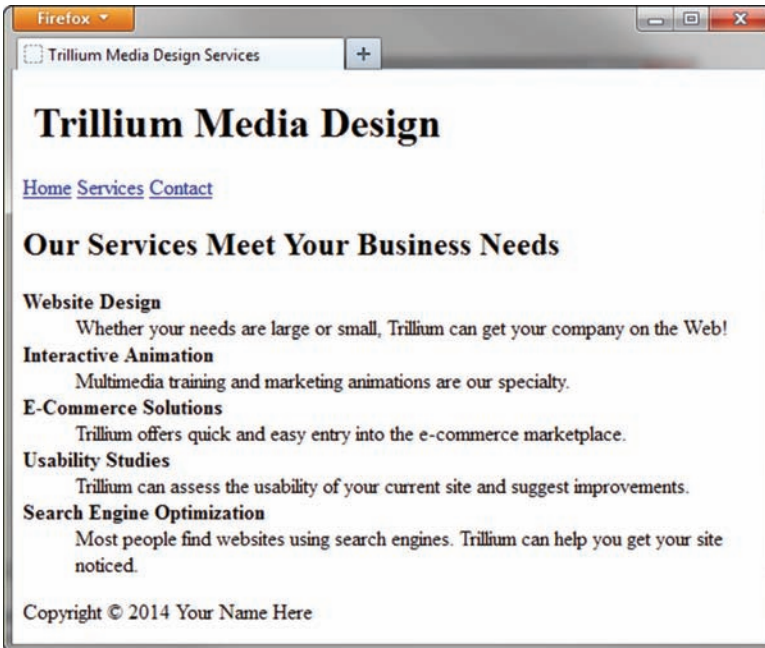 Firefox
Trillium Media Design Services
Trillium Media Design
Home Services Contact
Our Services Meet Your Business Needs
Website Design
Whether your needs are large or small, Trillium can get your company on the Web!
Interactive Animation
Multimedia training and marketing animations are our specialty.
E-Commerce Solutions
Trillium offers quick and easy entry into the e-commerce marketplace.
Usability Studies
Trillium can assess the usability of your current site and suggest improvements.
Search Engine Optimization
Most people find websites using search engines. Trillium can help you get your site
noticed.
Copyright © 2014 Your Name Here